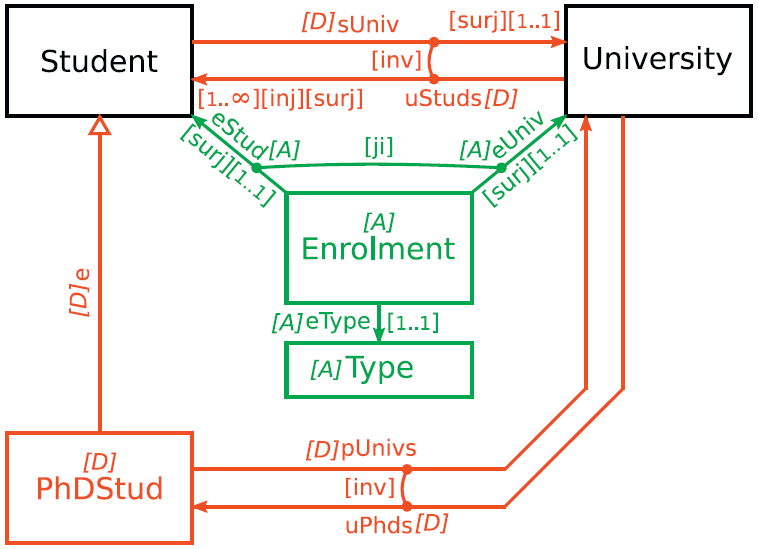 [D]sUniv
[surj][1..1]
Student
[inv]
University
[1..∞][inj][surj]
uStuds[D]
eStud[A]
[surj][1..1]
[ji]
[A]eUniv
[surj][1..1]
[A]
Enrolment
[D]e
[A]eType
[1..1]
[A]Type
[D]
PhDStud
[D]pUnivs
[inv]
uPhds[D]